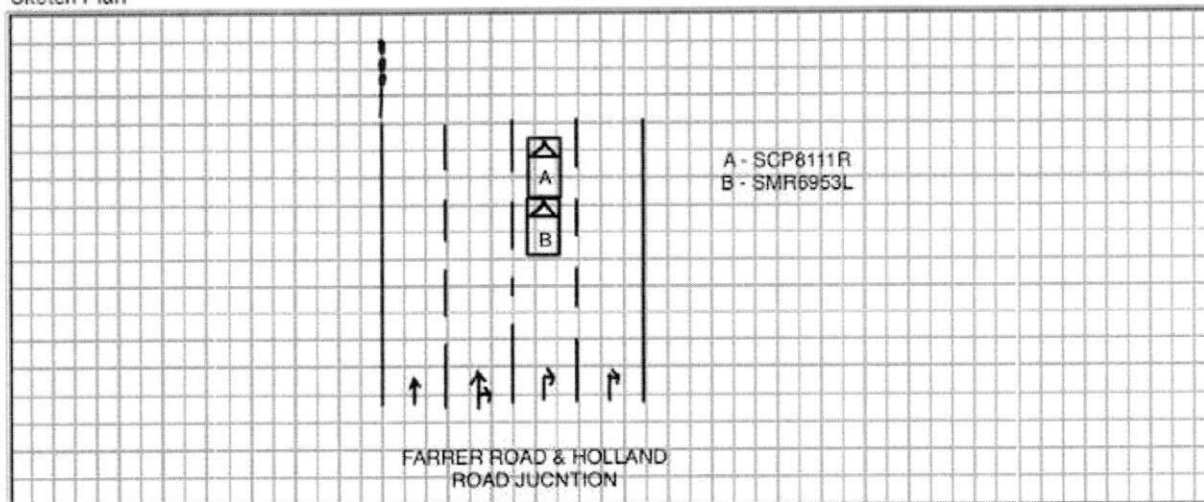 Sketch Plan
A
B
A - SCP8111R
B - SMR6953L
FARRER ROAD & HOLLAND
ROAD JUCNTION